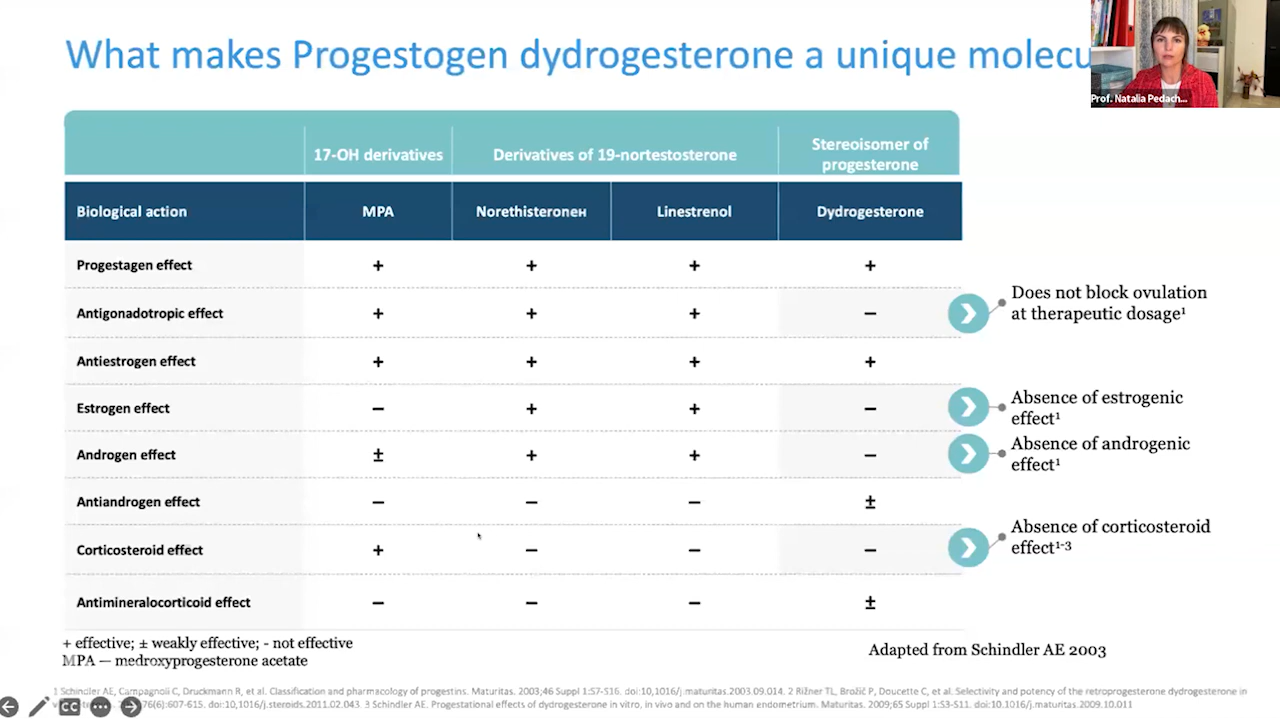 What makes Progestogen dydrogesterone a unique molecu
Prof. Natalia Pedach...
17-OH derivatives Derivatives of 19-nortestosterone Stereoisomer of
progesterone
Biological action MPA Norethisteroneн Linestrenol Dydrogesterone
Progestagen effect + + + +
Antigonadotropic effect + + + –
Does not block ovulation
at therapeutic dosage¹
Antiestrogen effect + + + +
Estrogen effect – + + –
Absence of estrogenic
effect¹
Androgen effect ± + + –
Absence of androgenic
effect¹
Antiandrogen effect – – – ±
Corticosteroid effect + – – –
Absence of corticosteroid
effect¹⁻³
Antimineralocorticoid effect – – – ±
+ effective; ± weakly effective; - not effective
MPA — medroxyprogesterone acetate
Adapted from Schindler AE 2003
1 Schindler AE, Campagnoli C, Druckmann R, et al. Classification and pharmacology of progestins. Maturitas. 2003;46 Suppl 1:S7-S16. doi:10,1016/j.maturitas.2003.09.014. 2 Rižner TL, Brožič P, Doucette C, et al. Selectivity and potency of the retroprogesterone dydrogesterone in
76(6):607-615. doi:10,1016/j.steroids.2011.02.043. 3 Schindler AE. Progestational effects of dydrogesterone in vitro, in vivo and on the human endometrium. Maturitas. 2009;65 Suppl 1:S3-S11. doi:10.1016/j.maturitas.2009.10.011
CC